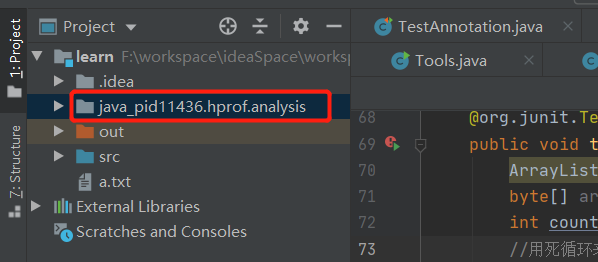 1: Project
Project
learn F:\workspace\ideaSpace\works
.idea
java_pid11436.hprof.analysis
out
src
a.txt
External Libraries
Scratches and Consoles
Z: Structure
TestAnnotation.java
Tools.java
68 @org.junit.Te
69 public void t
70 ArrayList
71 byte[] ar
72 int count
73 //用死循环